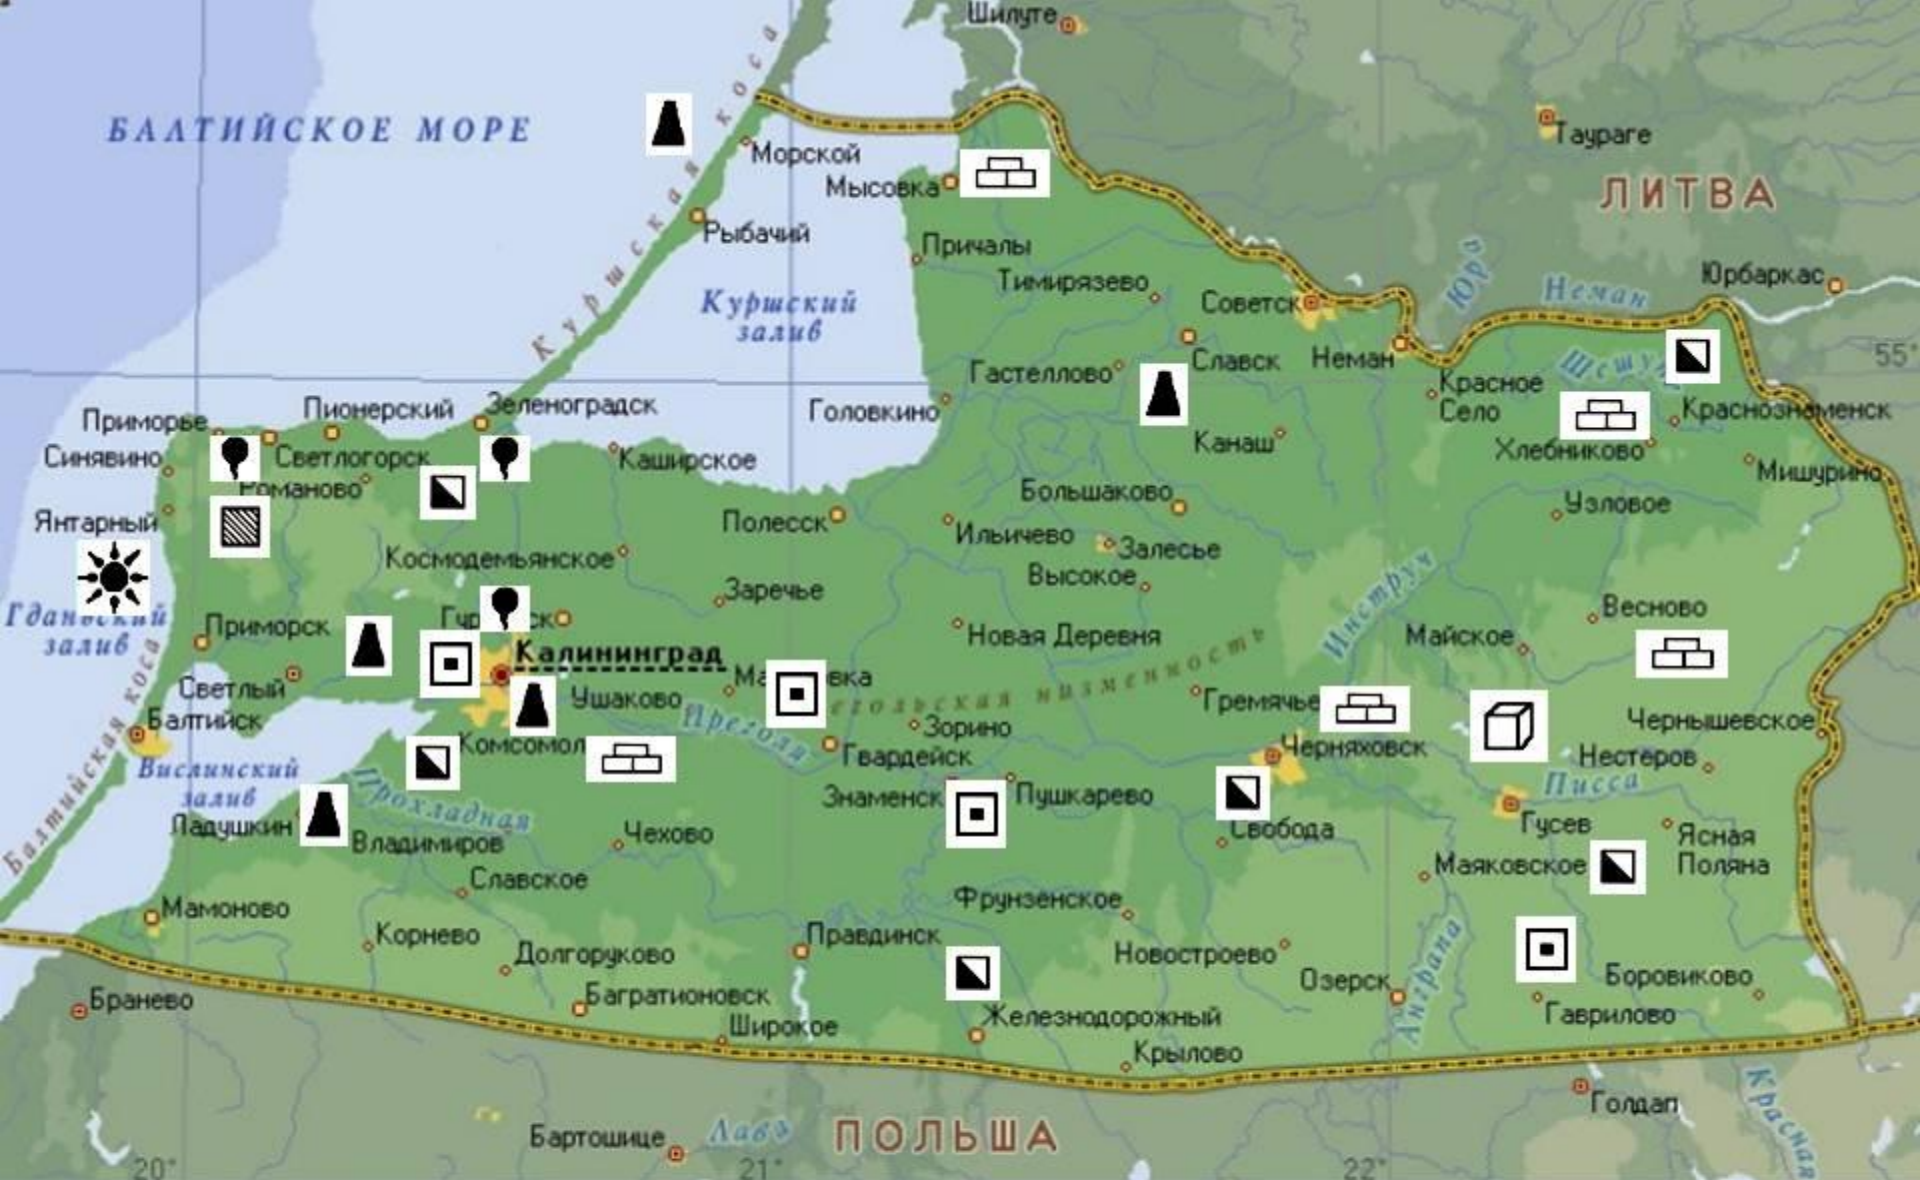 Шилуте
БАЛТИЙСКОЕ МОРЕ
Таураге
Куршская коса
Морской
Мысовка
ЛИТВА
Рыбачий
Причалы
Юра
Тимирязево
Советск
Неман
Юрбаркас
Куршский
залив
Славск
Неман
55°
Гастеллово
Красное
Село
Краснознаменск
Приморье
Пионерский
Зеленоградск
Головкино
Канаш
Хлебниково
Мишурино
Синявино
Светлогорск
Каширское
Романово
Большаково
Узловое
Янтарный
Полесск
Ильичево
Залесье
Космодемьянское
Высокое
Заречье
Инструч
Весново
Гданьский
залив
Приморск
Новая Деревня
Майское
Калининград
Светлый
Ушаково
низменность
Гремячье
Балтийск
Преголя
Зорино
Чернышевское
Балтийская коса
Гвардейск
Черняховск
Нестеров
Вислинский
залив
Прохладная
Знаменск
Пушкарево
Писса
Ладушкин
Владимиров
Чехово
Свобода
Гусев
Ясная
Поляна
Славское
Маяковское
Мамоново
Фрунзенское
Корнево
Правдинск
Долгоруково
Новостроево
Анграпа
Озерск
Боровиково
Бранево
Багратионовск
Широкое
Железнодорожный
Гаврилово
Крылово
Голдап
Красная
Бартошице
Лава
ПОЛЬША
20°
21°
22°